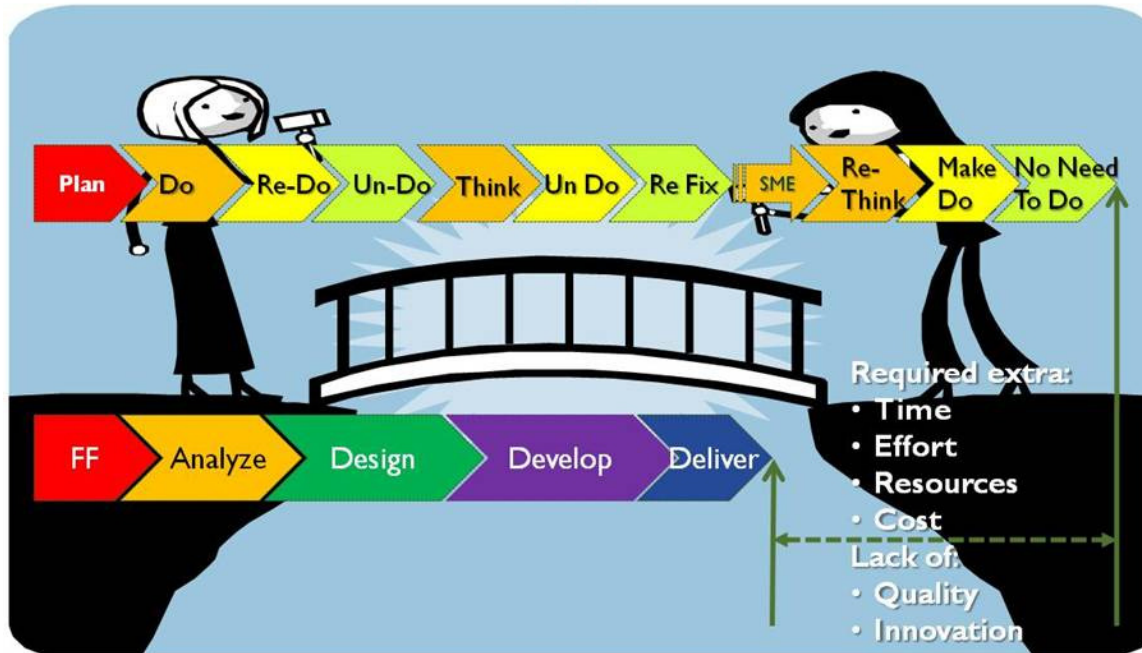 Plan
Do
Re-Do
Un-Do
Think
Un Do
Re Fix
SME
Re-
Think
Make
Do
No Need
To Do
FF
Analyze
Design
Develop
Deliver
Required extra:
• Time
• Effort
• Resources
• Cost
Lack of:
• Quality
• Innovation